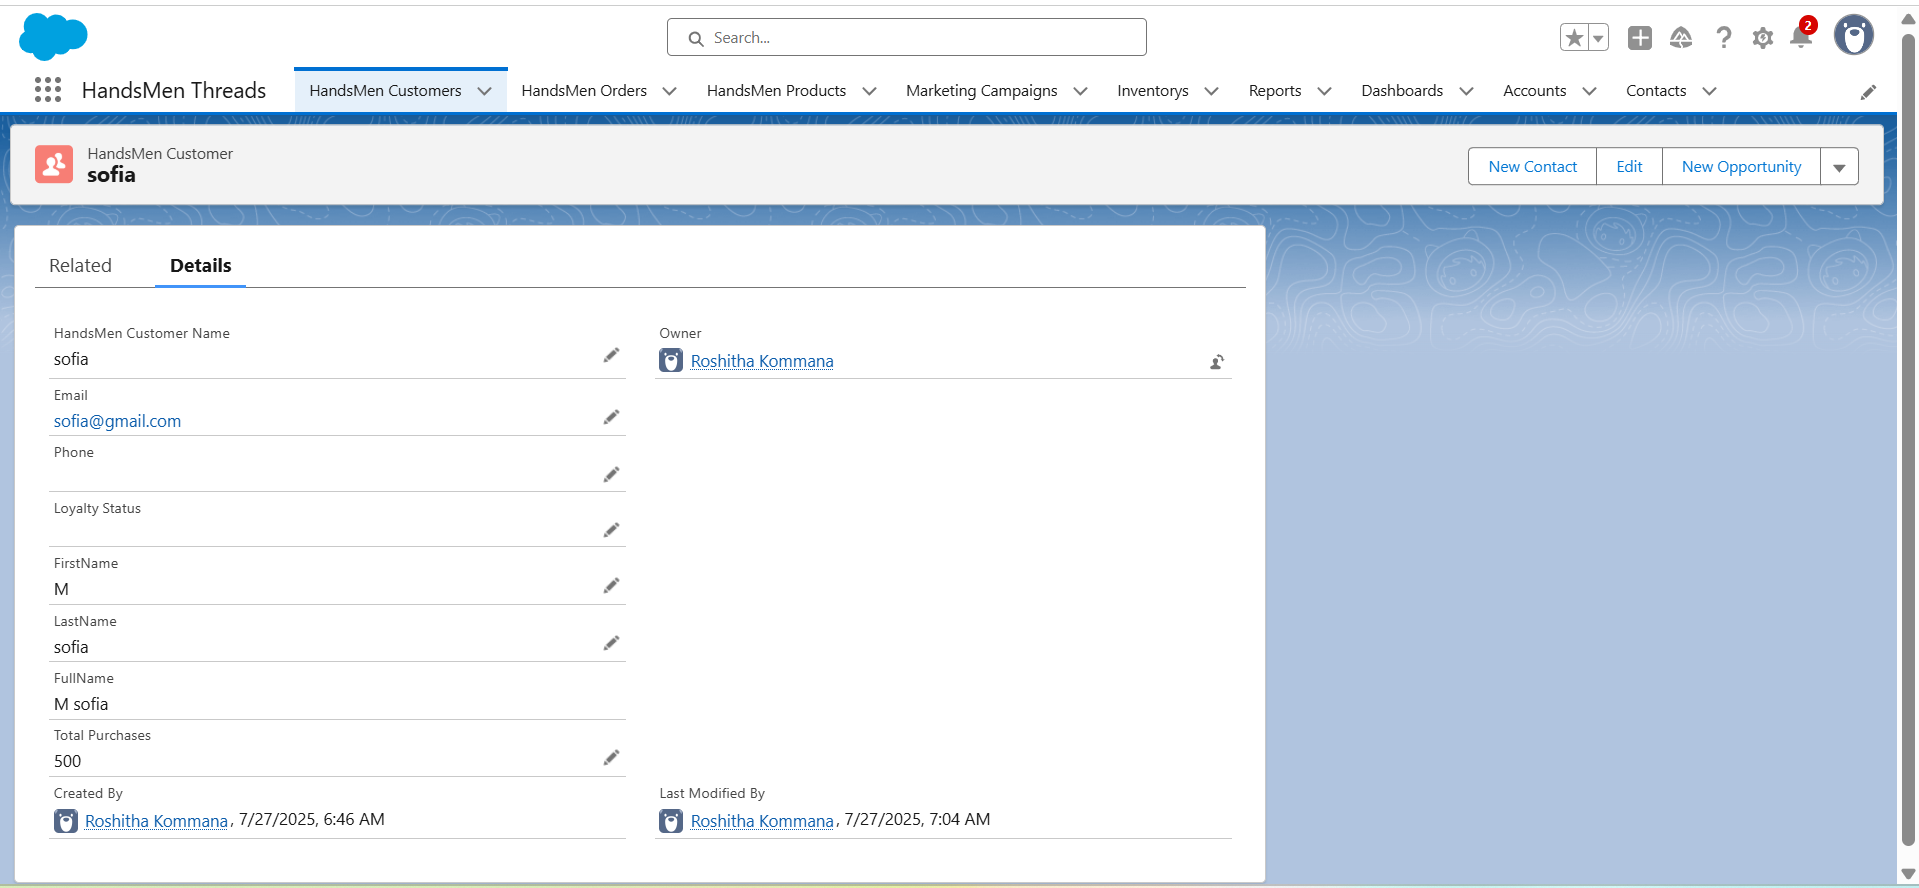 Search...
2
HandsMen Threads
HandsMen Customers
HandsMen Orders
HandsMen Products
Marketing Campaigns
Inventorys
Reports
Dashboards
Accounts
Contacts
HandsMen Customer
sofia
New Contact
Edit
New Opportunity
Related
Details
HandsMen Customer Name
sofia
Owner
Roshitha Kommana
Email
sofia@gmail.com
Phone
Loyalty Status
FirstName
M
LastName
sofia
FullName
M sofia
Total Purchases
500
Created By
Roshitha Kommana, 7/27/2025, 6:46 AM
Last Modified By
Roshitha Kommana, 7/27/2025, 7:04 AM